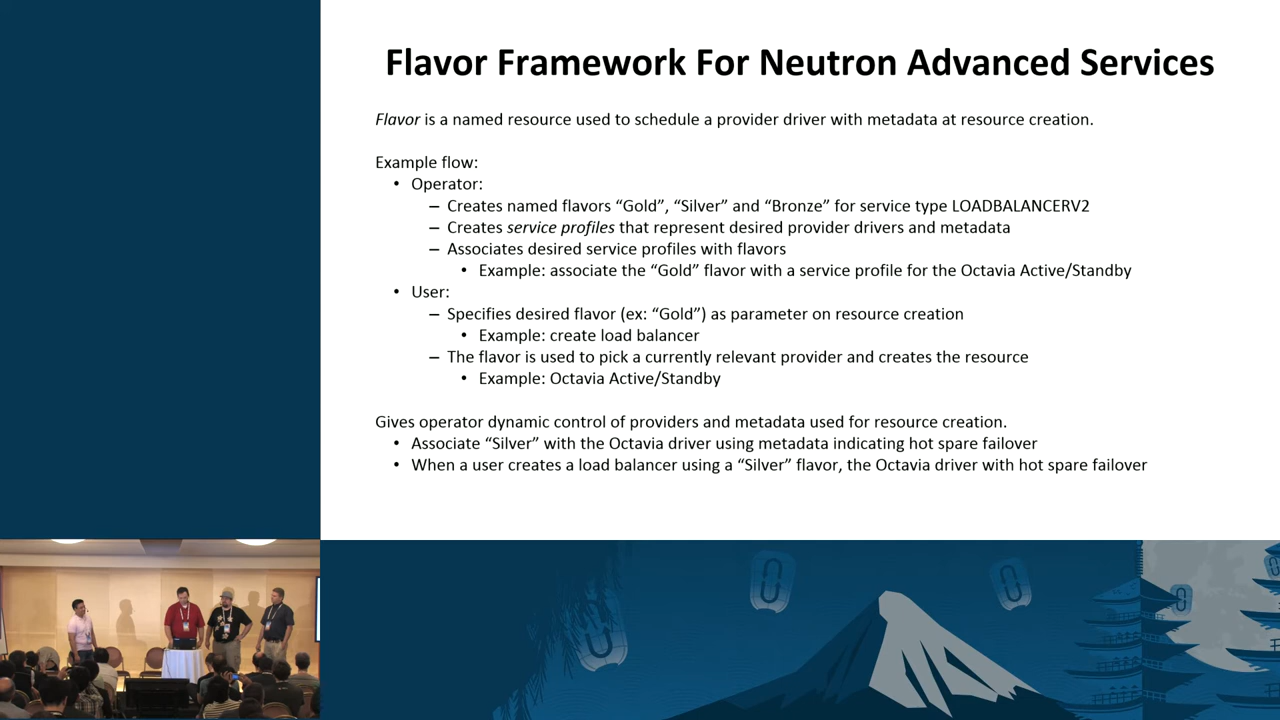 Flavor Framework For Neutron Advanced Services
Flavor is a named resource used to schedule a provider driver with metadata at resource creation.
Example flow:
• Operator:
– Creates named flavors “Gold”, “Silver” and “Bronze” for service type LOADBALANCERV2
– Creates service profiles that represent desired provider drivers and metadata
– Associates desired service profiles with flavors
• Example: associate the “Gold” flavor with a service profile for the Octavia Active/Standby
• User:
– Specifies desired flavor (ex: “Gold”) as parameter on resource creation
• Example: create load balancer
– The flavor is used to pick a currently relevant provider and creates the resource
• Example: Octavia Active/Standby
Gives operator dynamic control of providers and metadata used for resource creation.
• Associate “Silver” with the Octavia driver using metadata indicating hot spare failover
• When a user creates a load balancer using a “Silver” flavor, the Octavia driver with hot spare failover